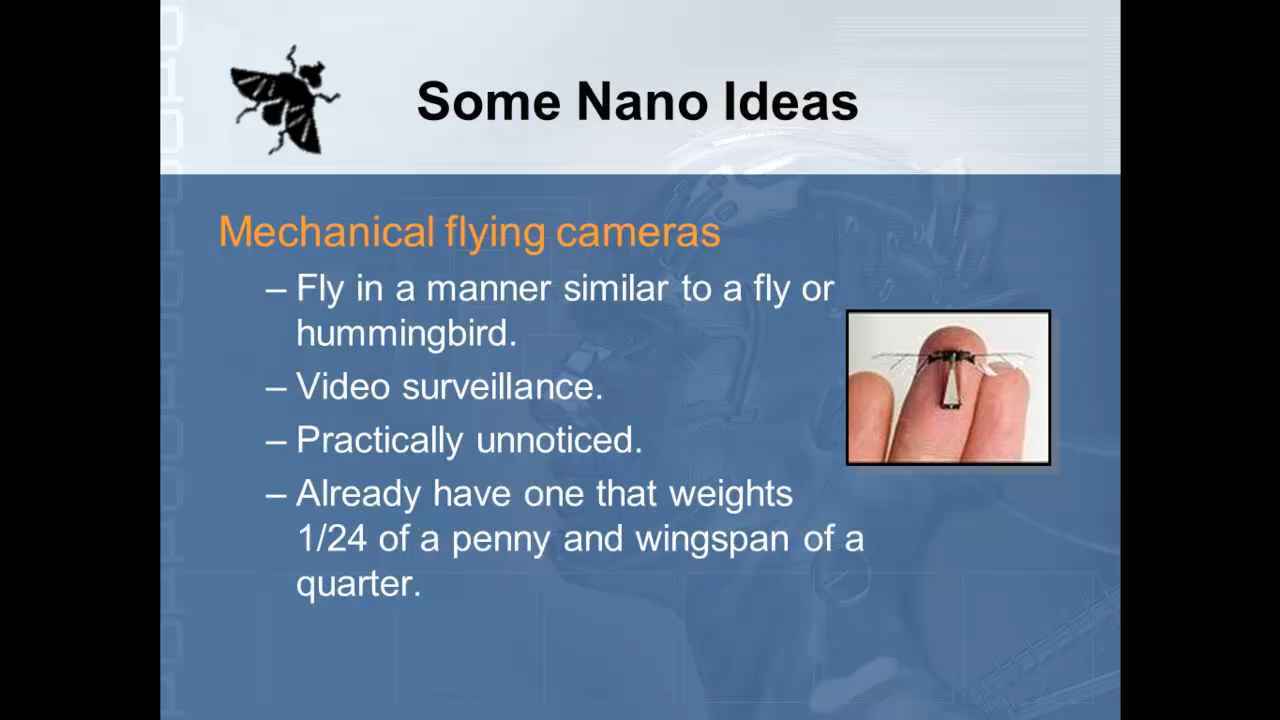 Some Nano Ideas
Mechanical flying cameras
– Fly in a manner similar to a fly or
hummingbird.
– Video surveillance.
– Practically unnoticed.
– Already have one that weights
1/24 of a penny and wingspan of a
quarter.